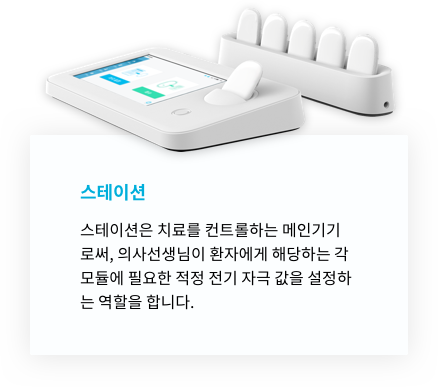 스테이션
스테이션은 치료를 컨트롤하는 메인기기
로써, 의사선생님이 환자에게 해당하는 각
모듈에 필요한 적정 전기 자극 값을 설정하
는 역할을 합니다.